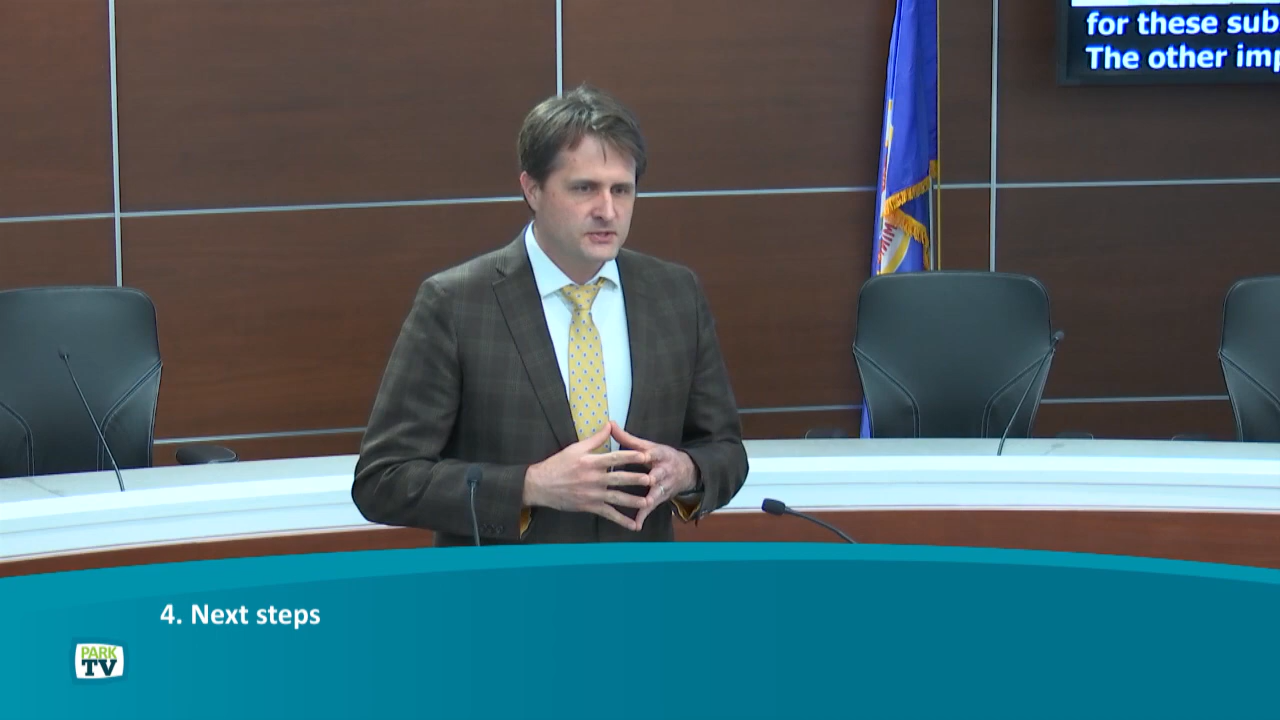 for these sub
The other imp
4. Next steps
PARK
TV